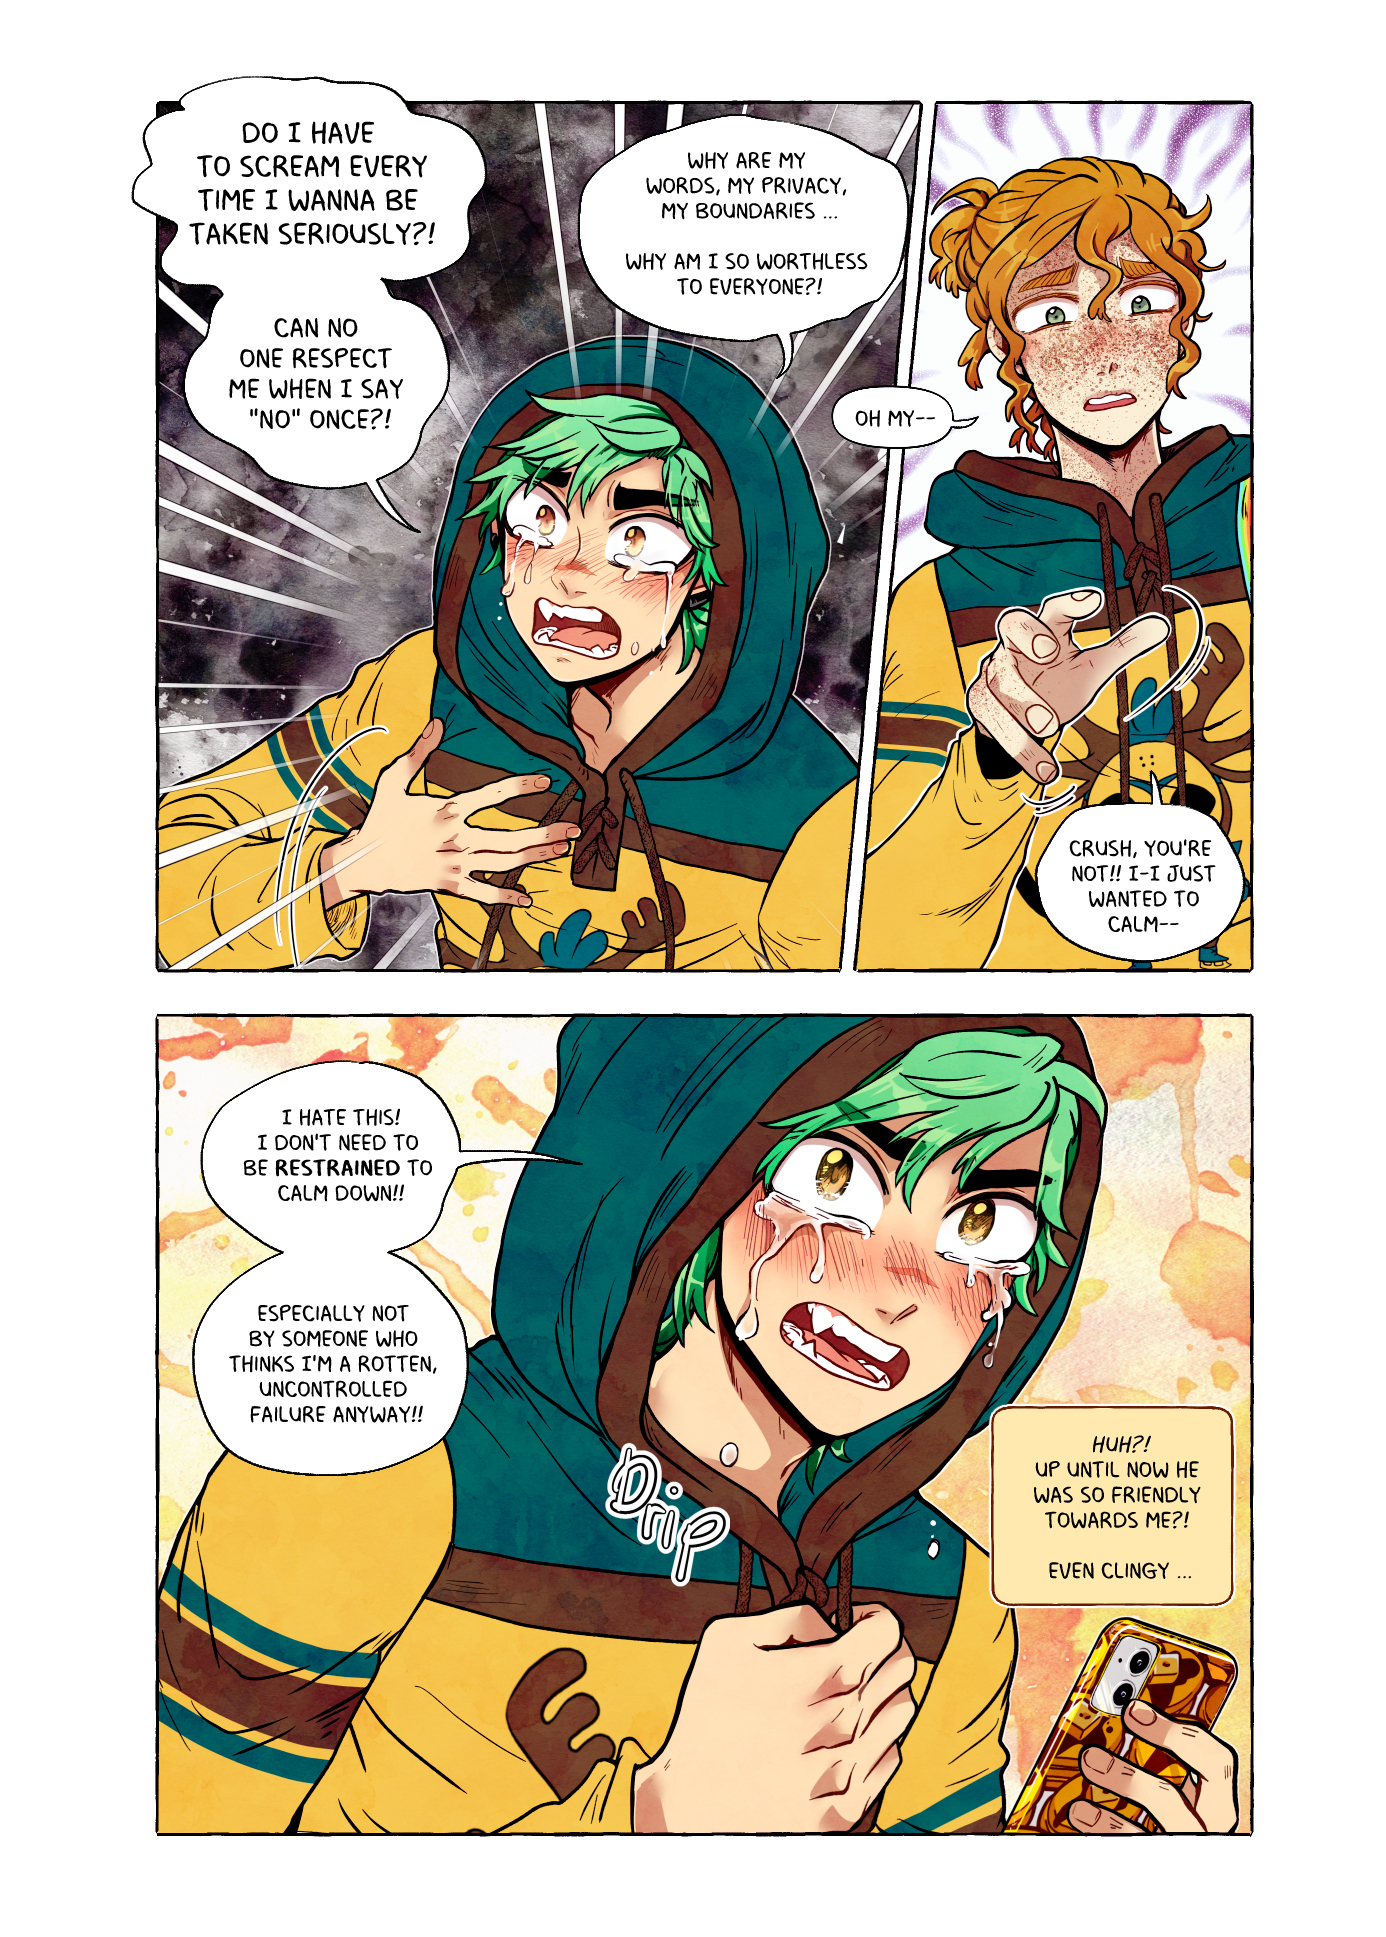 DO I HAVE
TO SCREAM EVERY
TIME I WANNA BE
TAKEN SERIOUSLY?!
CAN NO
ONE RESPECT
ME WHEN I SAY
"NO" ONCE?!
WHY ARE MY
WORDS, MY PRIVACY,
MY BOUNDARIES ...
WHY AM I SO WORTHLESS
TO EVERYONE?!
OH MY--
CRUSH, YOU'RE
NOT!! I-I JUST
WANTED TO
CALM--
I HATE THIS!
I DON'T NEED TO
BE RESTRAINED TO
CALM DOWN!!
ESPECIALLY NOT
BY SOMEONE WHO
THINKS I'M A ROTTEN,
UNCONTROLLED
FAILURE ANYWAY!!
Drip
HUH?!
UP UNTIL NOW HE
WAS SO FRIENDLY
TOWARDS ME?!
EVEN CLINGY ...